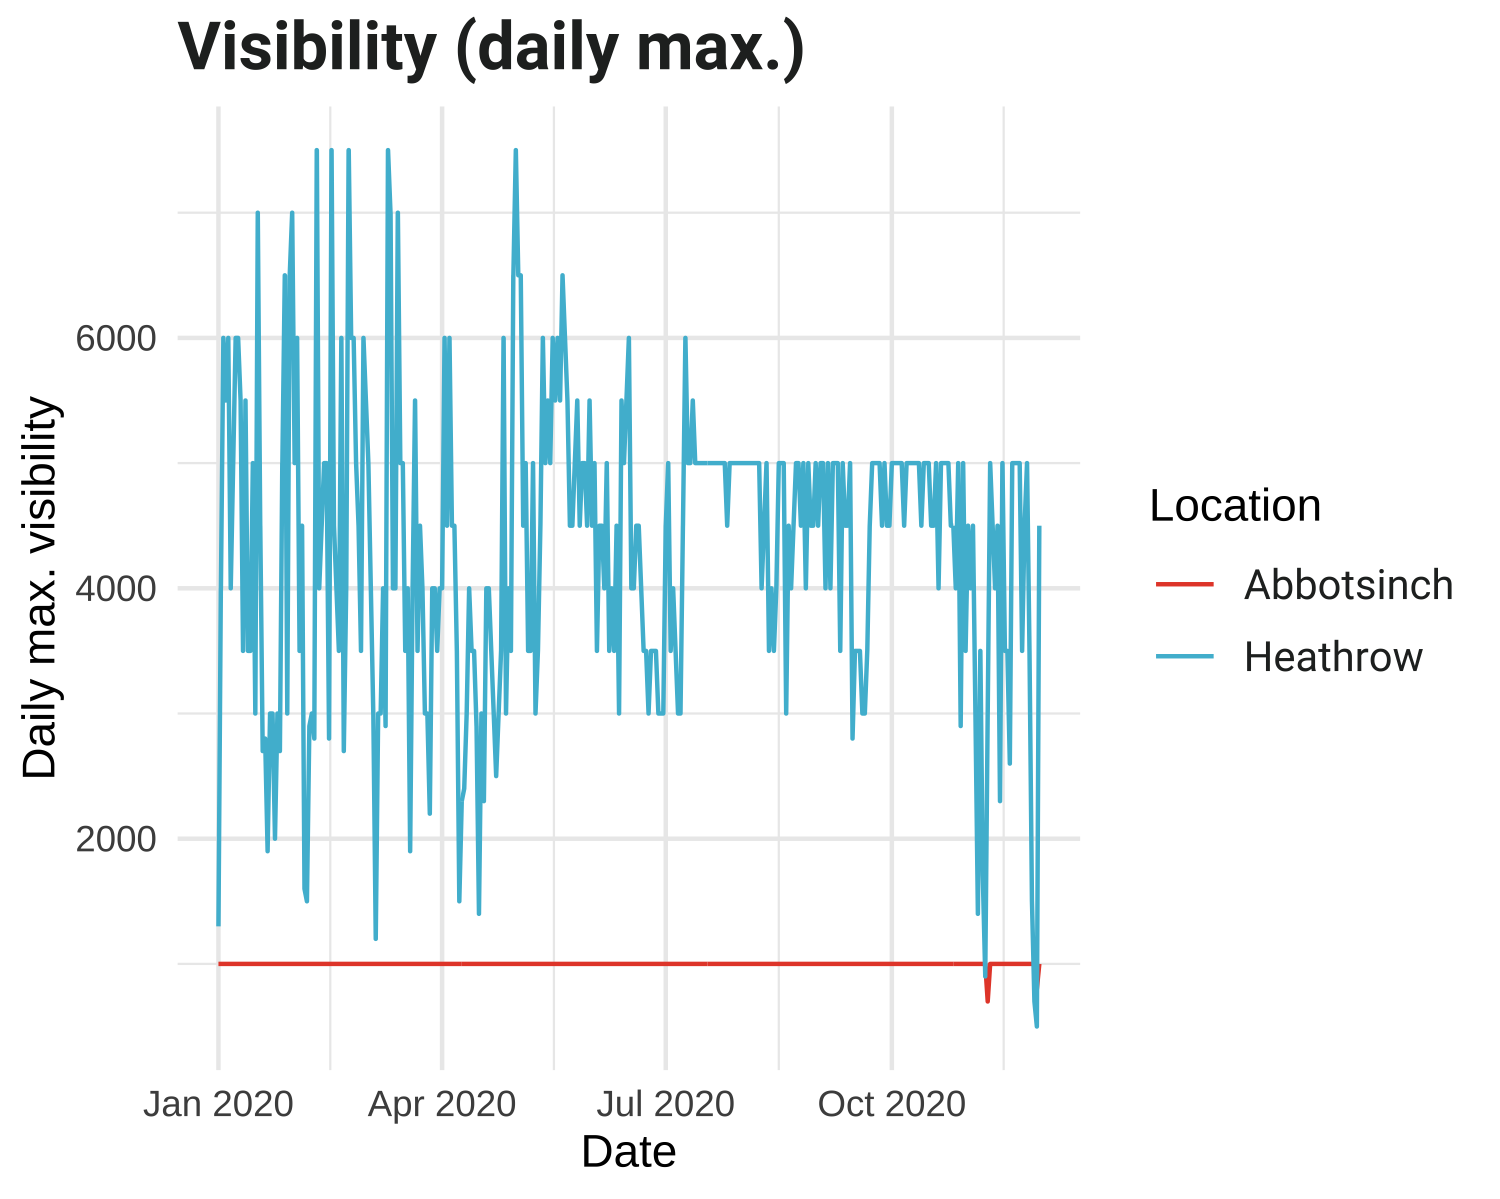 Visibility (daily max.)
Daily max. visibility
6000
4000
2000
Jan 2020
Apr 2020
Jul 2020
Oct 2020
Date
Location
Abbotsinch
Heathrow